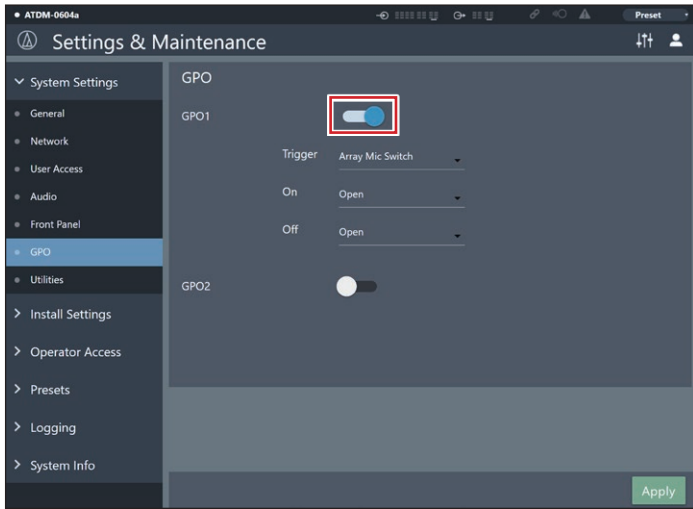 ATDM-0604a
Preset
Settings & Maintenance
System Settings
General
Network
User Access
Audio
Front Panel
GPO
Utilities
Install Settings
Operator Access
Presets
Logging
System Info
GPO
GPO1
Trigger Array Mic Switch
On Open
Off Open
GPO2
Apply